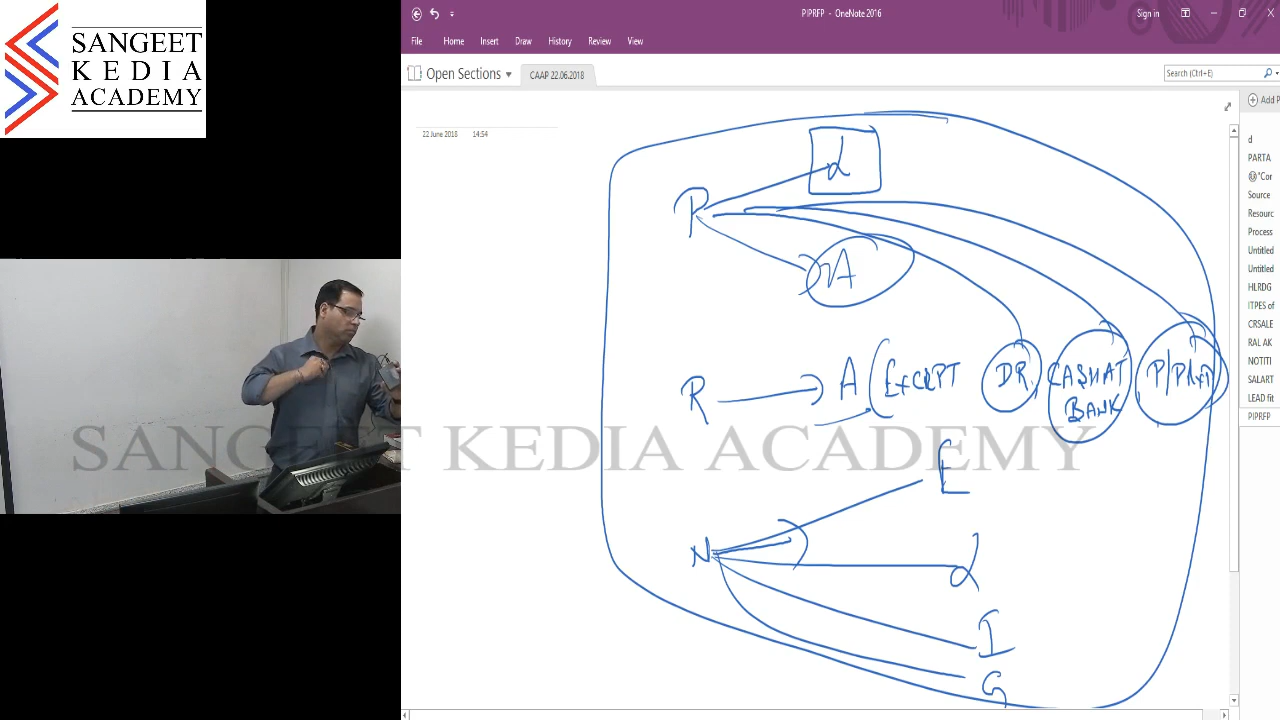 SANGEET
KEDIA
ACADEMY
PIPRFP - OneNote 2016
Sign in
File Home Insert Draw History Review View
Open Sections
CAAP 22.06.2018
Search (Ctrl+E)
Add P
22 June 2018 14:54
d
PARTA
Source
Resourc
Process
Untitled
Untitled
HLRDG
ITPES of
CRSALE
RAL AK
NOTITI
SALART
LEAD fit
PIPRFP
P d
A
R A (EXCEPT DR, CASH AT BANK P/PAYT
SANGEET KEDIA ACADEMY
N E
d
I
G